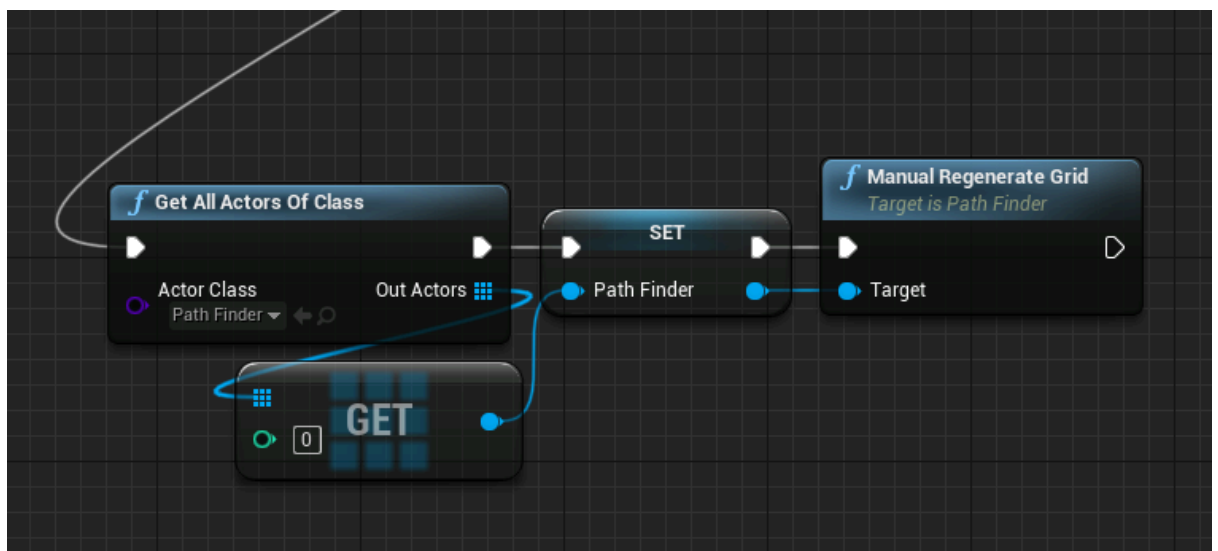 f Get All Actors Of Class
Actor Class
Path Finder
Out Actors
SET
Path Finder
f Manual Regenerate Grid
Target is Path Finder
Target
GET
0